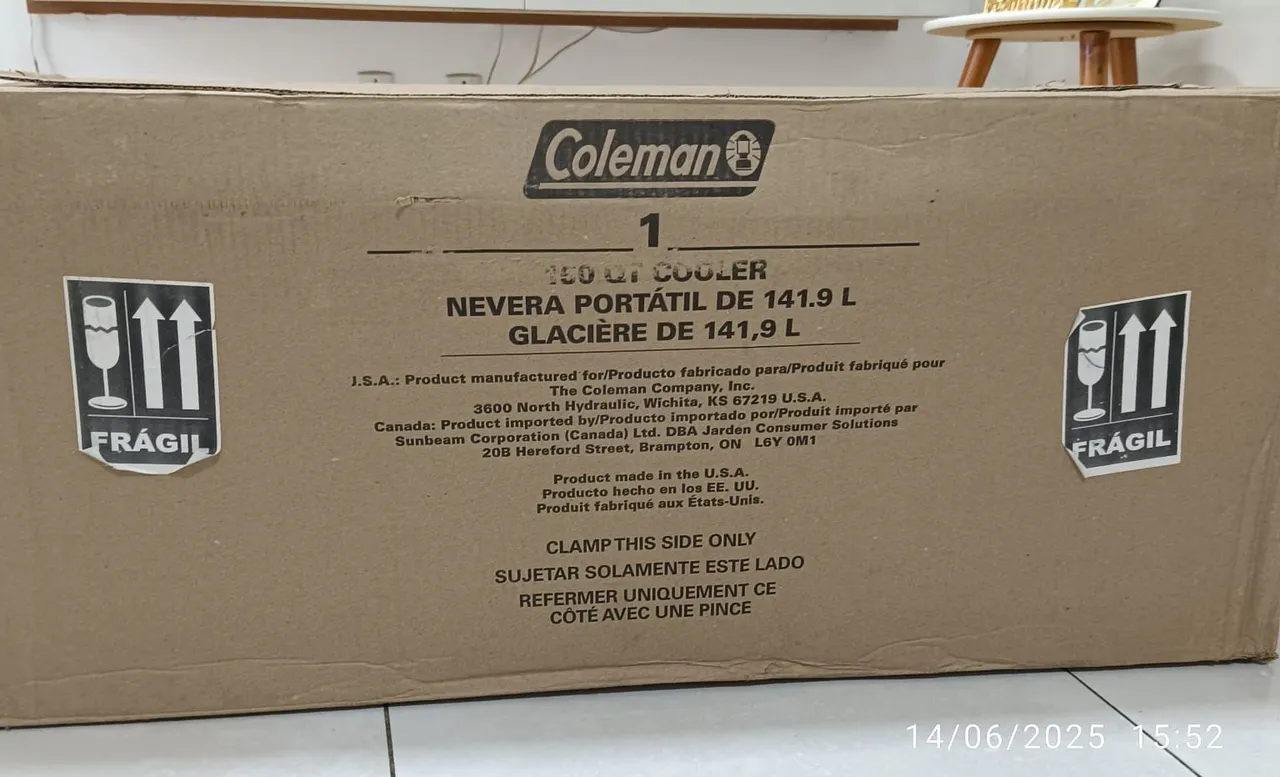 Coleman
1
150 QT COOLER
NEVERA PORTÁTIL DE 141.9 L
GLACIÈRE DE 141,9 L
J.S.A.: Product manufactured for/Producto fabricado para/Produit fabriqué pour
The Coleman Company, Inc.
3600 North Hydraulic, Wichita, KS 67219 U.S.A.
Canada: Product imported by/Producto importado por/Produit importé par
Sunbeam Corporation (Canada) Ltd. DBA Jarden Consumer Solutions
20B Hereford Street, Brampton, ON L6Y 0M1
Product made in the U.S.A.
Producto hecho en los EE. UU.
Produit fabriqué aux États-Unis.
CLAMP THIS SIDE ONLY
SUJETAR SOLAMENTE ESTE LADO
REFERMER UNIQUEMENT CE
CÔTÉ AVEC UNE PINCE
FRÁGIL
FRÁGIL
14/06/2025 15:52